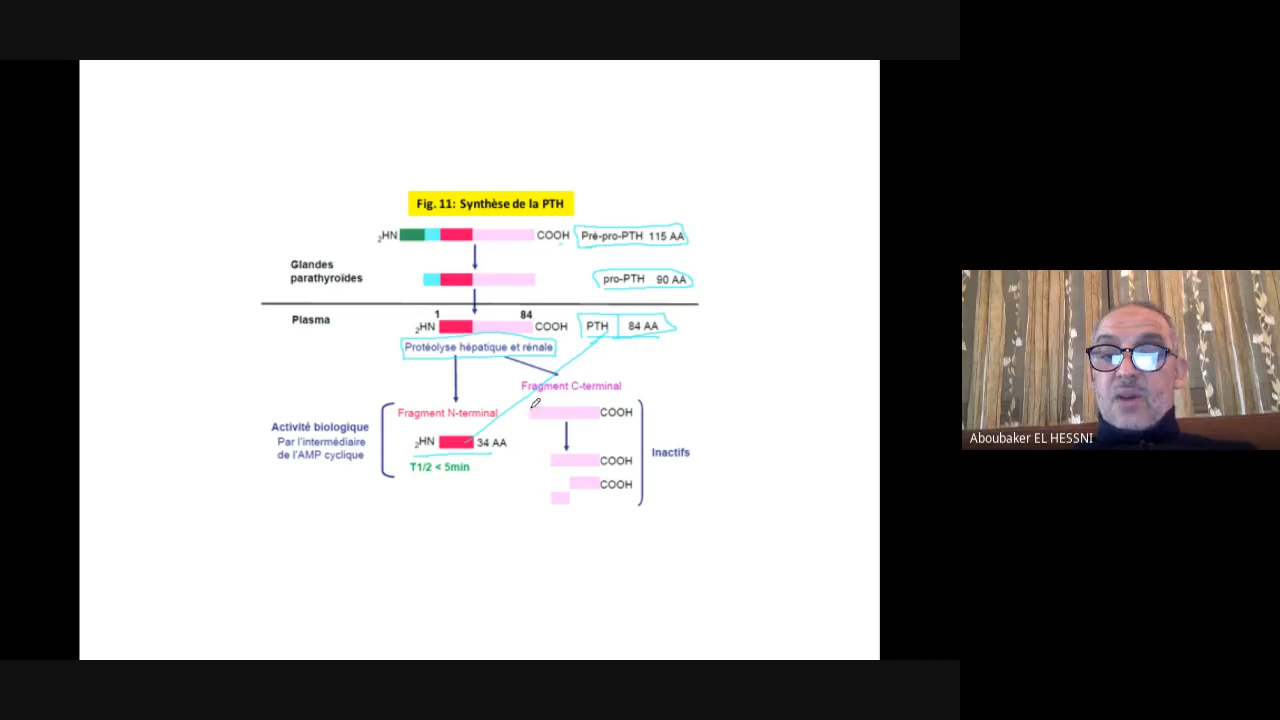 Fig. 11: Synthèse de la PTH
₂HN COOH Pré-pro-PTH 115 AA
Glandes
parathyroïdes
pro-PTH 90 AA
Plasma
1 84
₂HN COOH PTH 84 AA
Protéolyse hépatique et rénale
Fragment C-terminal
Fragment N-terminal
COOH
Activité biologique
Par l'intermédiaire
de l'AMP cyclique
₂HN 34 AA
T1/2 < 5min
COOH
COOH
Inactifs
Aboubaker EL HESSNI